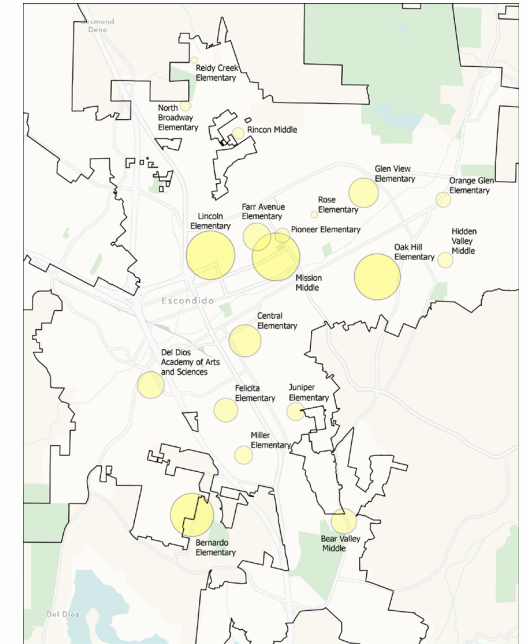 Desmond
Dene
Reidy Creek
Elementary
North
Broadway
Elementary
Rincon Middle
Glen View
Elementary
Orange Glen
Elementary
Rose
Elementary
Farr Avenue
Elementary
Lincoln
Elementary
Pioneer Elementary
Hidden
Valley
Middle
Oak Hill
Elementary
Mission
Middle
Escondido
Central
Elementary
Del Dios
Academy of Arts
and Sciences
Felicita
Elementary
Juniper
Elementary
Miller
Elementary
Bernardo
Elementary
Bear Valley
Middle
Del Dios